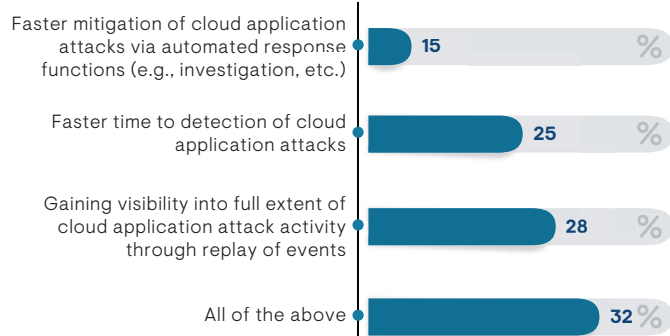 Faster mitigation of cloud application
attacks via automated response
functions (e.g., investigation, etc.)
15 %
Faster time to detection of cloud
application attacks
25 %
Gaining visibility into full extent of
cloud application attack activity
through replay of events
28 %
All of the above
32 %